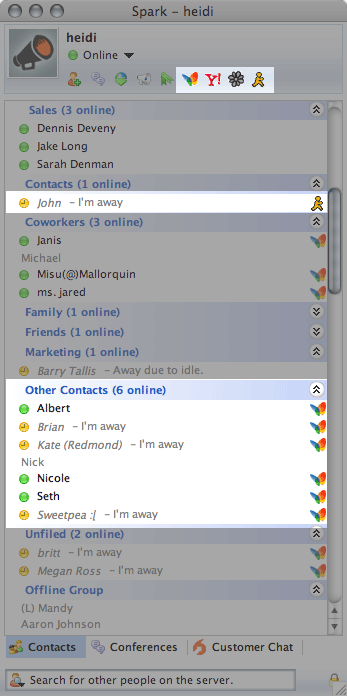 Spark – heidi
heidi
Online
Y!
Sales (3 online)
Dennis Deveny
Jake Long
Sarah Denman
Contacts (1 online)
John – I'm away
Coworkers (3 online)
Janis
Michael
Misu(@)Mallorquin
ms. jared
Family (1 online)
Friends (1 online)
Marketing (1 online)
Barry Tallis – Away due to idle.
Other Contacts (6 online)
Albert
Brian – I'm away
Kate (Redmond) – I'm away
Nick
Nicole
Seth
Sweetpea :[ – I'm away
Unfiled (2 online)
britt – I'm away
Megan Ross – I'm away
Offline Group
(L) Mandy
Aaron Johnson
Contacts Conferences Customer Chat
Search for other people on the server.